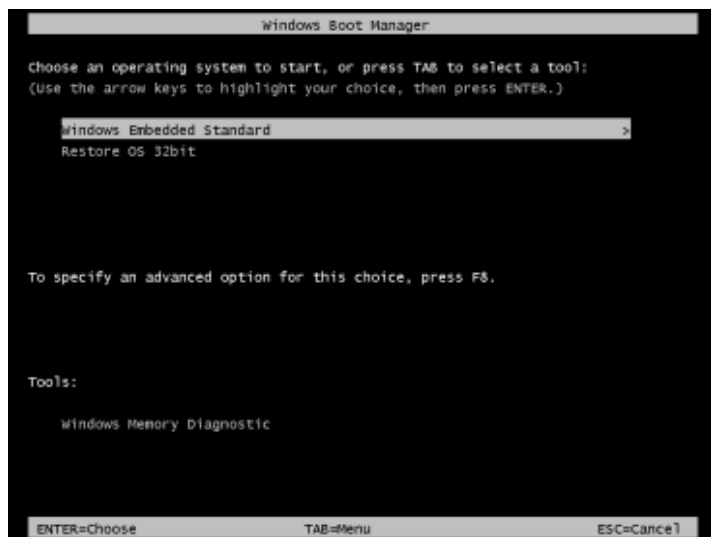 Windows Boot Manager
Choose an operating system to start, or press TAB to select a tool:
(Use the arrow keys to highlight your choice, then press ENTER.)
Windows Embedded Standard >
Restore OS 32bit
To specify an advanced option for this choice, press F8.
Tools:
Windows Memory Diagnostic
ENTER=Choose TAB=Menu ESC=Cancel